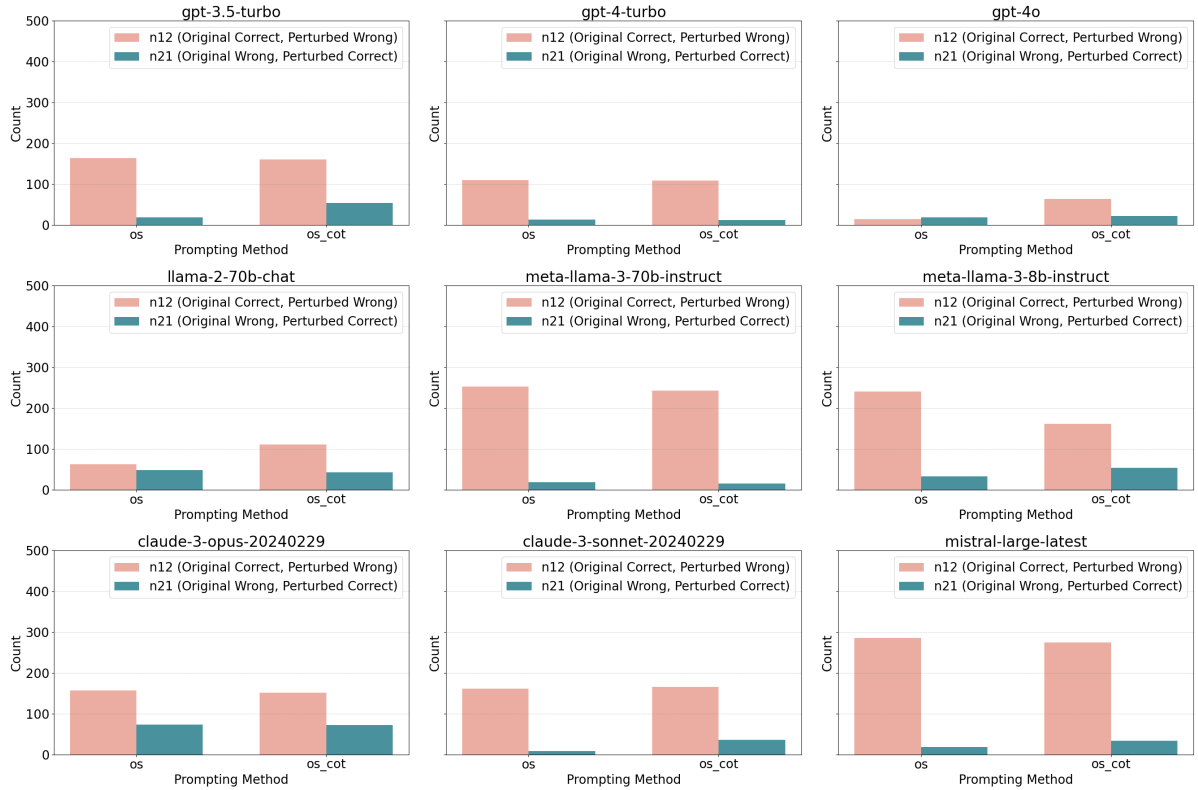 gpt-3.5-turbo
500
400
300
200
100
0
Count
n12 (Original Correct, Perturbed Wrong)
n21 (Original Wrong, Perturbed Correct)
os
os_cot
Prompting Method
gpt-4-turbo
Count
n12 (Original Correct, Perturbed Wrong)
n21 (Original Wrong, Perturbed Correct)
os
os_cot
Prompting Method
gpt-4o
Count
n12 (Original Correct, Perturbed Wrong)
n21 (Original Wrong, Perturbed Correct)
os
os_cot
Prompting Method
llama-2-70b-chat
500
400
300
200
100
0
Count
n12 (Original Correct, Perturbed Wrong)
n21 (Original Wrong, Perturbed Correct)
os
os_cot
Prompting Method
meta-llama-3-70b-instruct
Count
n12 (Original Correct, Perturbed Wrong)
n21 (Original Wrong, Perturbed Correct)
os
os_cot
Prompting Method
meta-llama-3-8b-instruct
Count
n12 (Original Correct, Perturbed Wrong)
n21 (Original Wrong, Perturbed Correct)
os
os_cot
Prompting Method
claude-3-opus-20240229
500
400
300
200
100
0
Count
n12 (Original Correct, Perturbed Wrong)
n21 (Original Wrong, Perturbed Correct)
os
os_cot
Prompting Method
claude-3-sonnet-20240229
Count
n12 (Original Correct, Perturbed Wrong)
n21 (Original Wrong, Perturbed Correct)
os
os_cot
Prompting Method
mistral-large-latest
Count
n12 (Original Correct, Perturbed Wrong)
n21 (Original Wrong, Perturbed Correct)
os
os_cot
Prompting Method